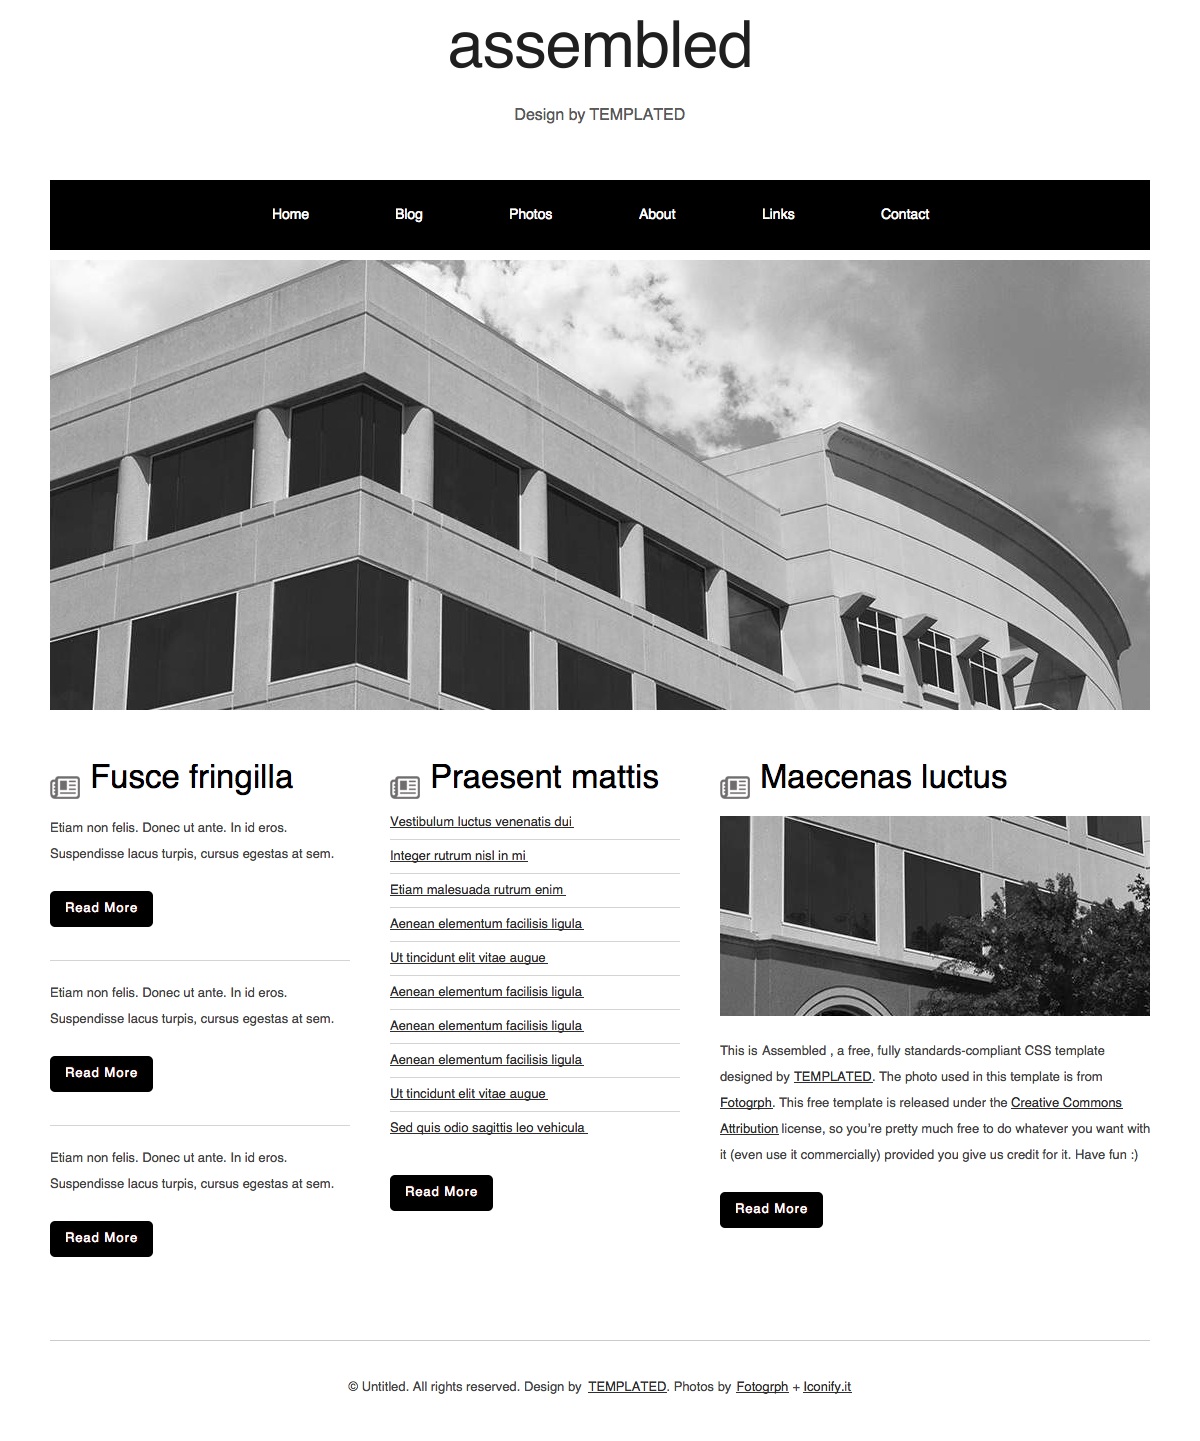 assembled
Design by TEMPLATED
Home Blog Photos About Links Contact
Fusce fringilla
Etiam non felis. Donec ut ante. In id eros.
Suspendisse lacus turpis, cursus egestas at sem.
Read More
Etiam non felis. Donec ut ante. In id eros.
Suspendisse lacus turpis, cursus egestas at sem.
Read More
Etiam non felis. Donec ut ante. In id eros.
Suspendisse lacus turpis, cursus egestas at sem.
Read More
Praesent mattis
Vestibulum luctus venenatis dui
Integer rutrum nisl in mi
Etiam malesuada rutrum enim
Aenean elementum facilisis ligula
Ut tincidunt elit vitae augue
Aenean elementum facilisis ligula
Aenean elementum facilisis ligula
Aenean elementum facilisis ligula
Ut tincidunt elit vitae augue
Sed quis odio sagittis leo vehicula
Read More
Maecenas luctus
This is Assembled , a free, fully standards-compliant CSS template
designed by TEMPLATED. The photo used in this template is from
Fotogrph. This free template is released under the Creative Commons
Attribution license, so you're pretty much free to do whatever you want with
it (even use it commercially) provided you give us credit for it. Have fun :)
Read More
© Untitled. All rights reserved. Design by TEMPLATED. Photos by Fotogrph + Iconify.it